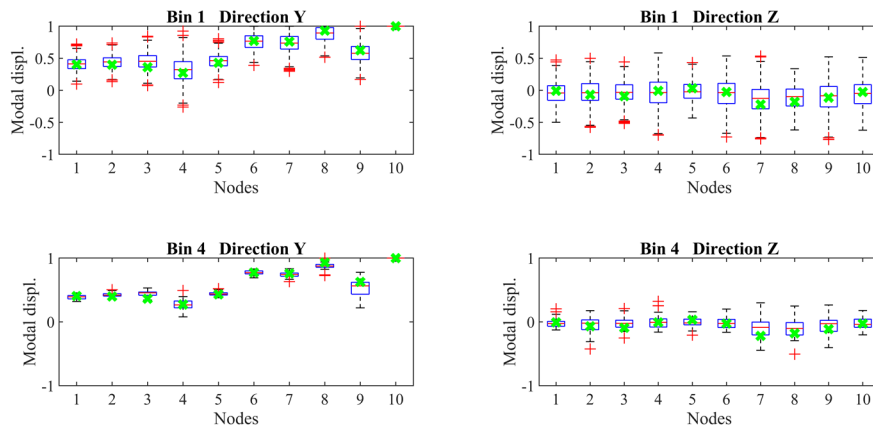 Bin 1 Direction Y
Modal displ.
1
0.5
0
-0.5
-1
1 2 3 4 5 6 7 8 9 10
Nodes
Bin 1 Direction Z
Modal displ.
1
0.5
0
-0.5
-1
1 2 3 4 5 6 7 8 9 10
Nodes
Bin 4 Direction Y
Modal displ.
1
0
-1
1 2 3 4 5 6 7 8 9 10
Nodes
Bin 4 Direction Z
Modal displ.
1
0
-1
1 2 3 4 5 6 7 8 9 10
Nodes